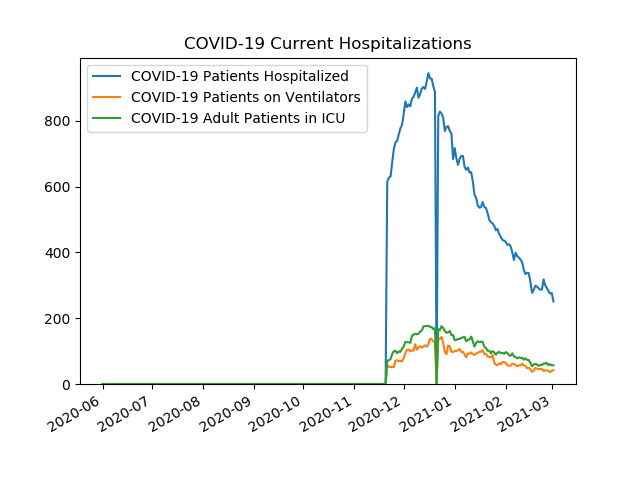 COVID-19 Current Hospitalizations
COVID-19 Patients Hospitalized
COVID-19 Patients on Ventilators
COVID-19 Adult Patients in ICU
800
600
400
200
0
2020-06 2020-07 2020-08 2020-09 2020-10 2020-11 2020-12 2021-01 2021-02 2021-03